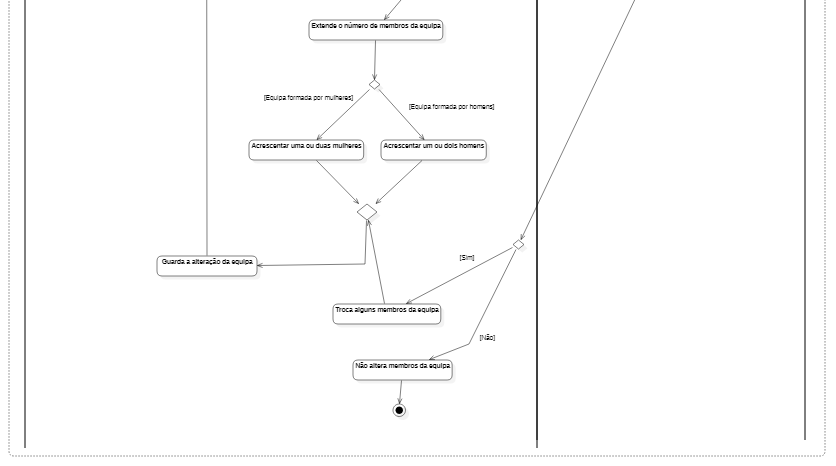 Extende o número de membros da equipa
[Equipa formada por mulheres]
[Equipa formada por homens]
Acrescentar uma ou duas mulheres
Acrescentar um ou dois homens
Guarda a alteração da equipa
[Sim]
Troca alguns membros da equipa
[Não]
Não altera membros da equipa